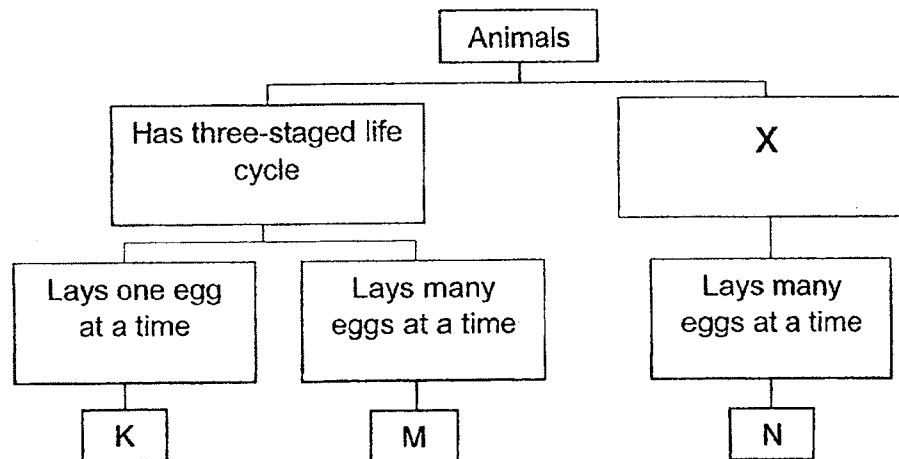 Animals
Has three-staged life
cycle
X
Lays one egg
at a time
Lays many
eggs at a time
Lays many
eggs at a time
K
M
N